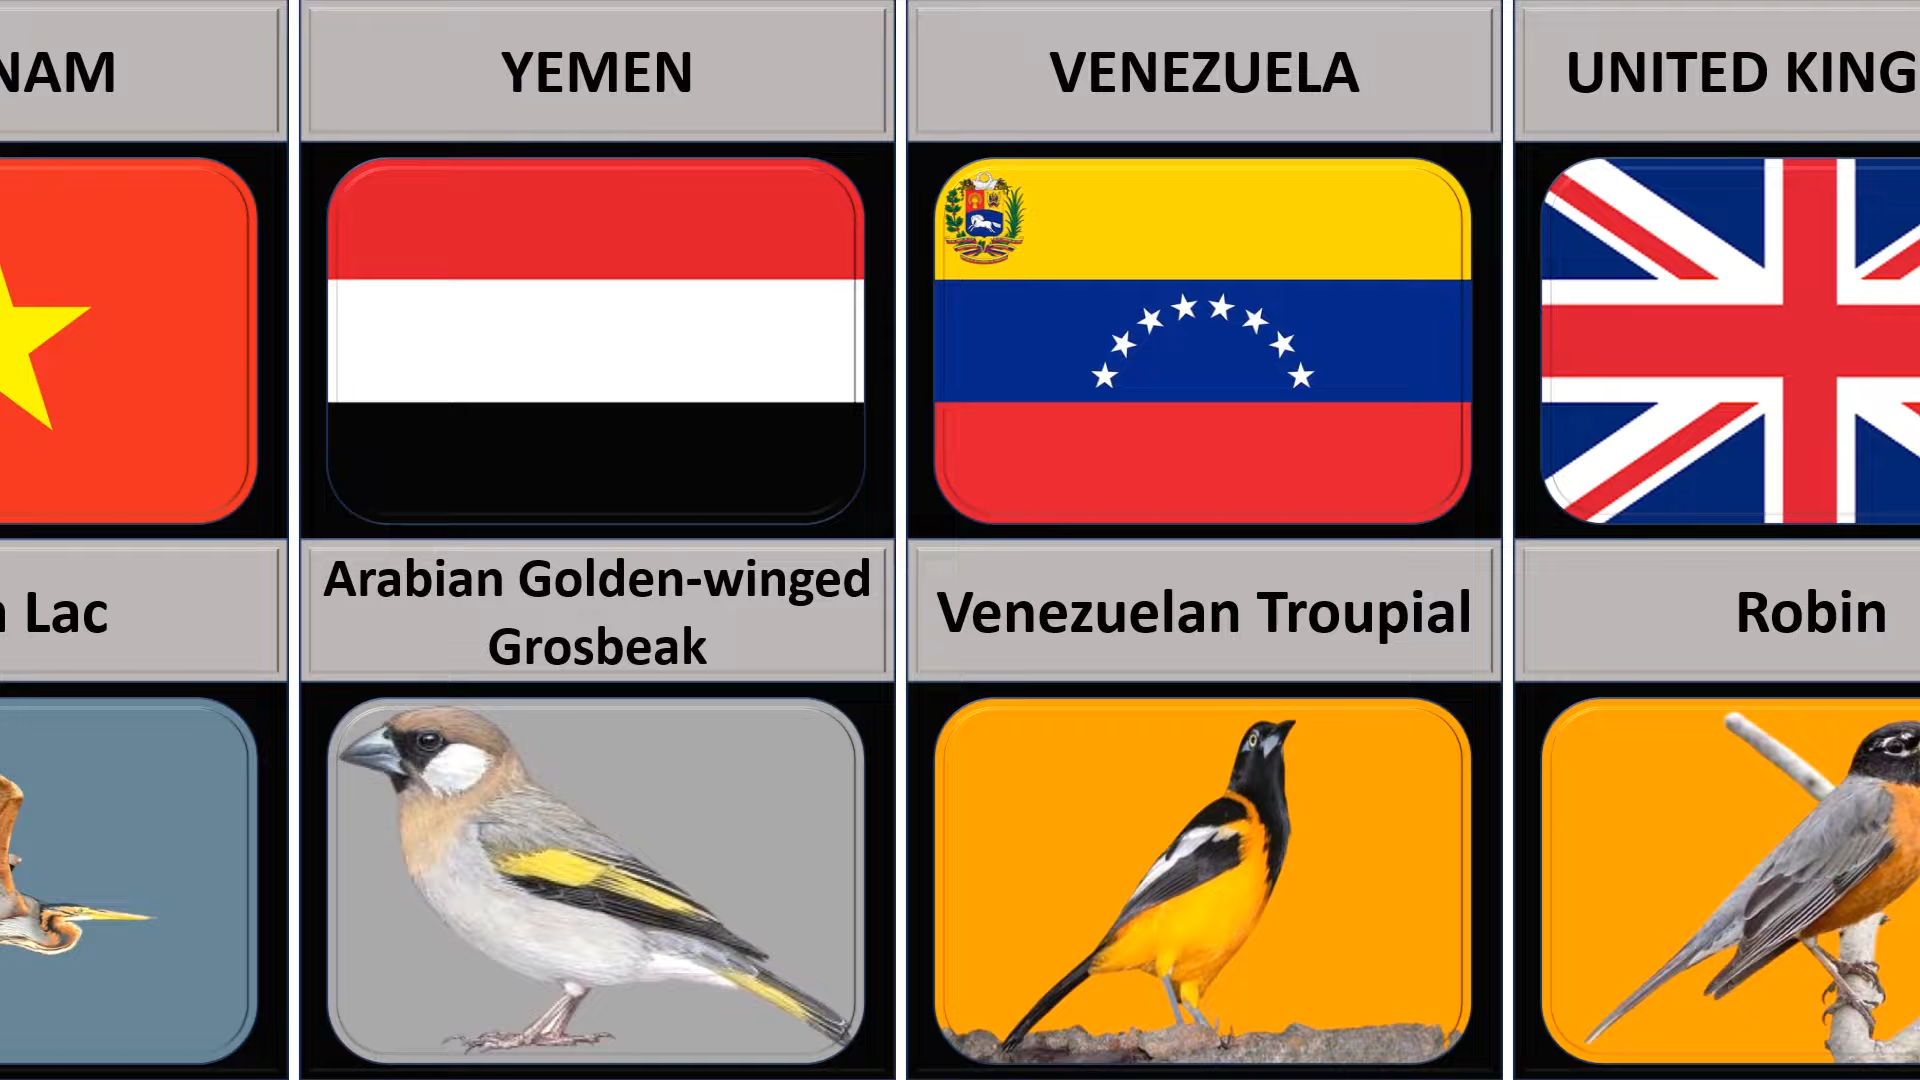 NAM
YEMEN
VENEZUELA
UNITED KING
Lac
Arabian Golden-winged
Grosbeak
Venezuelan Troupial
Robin